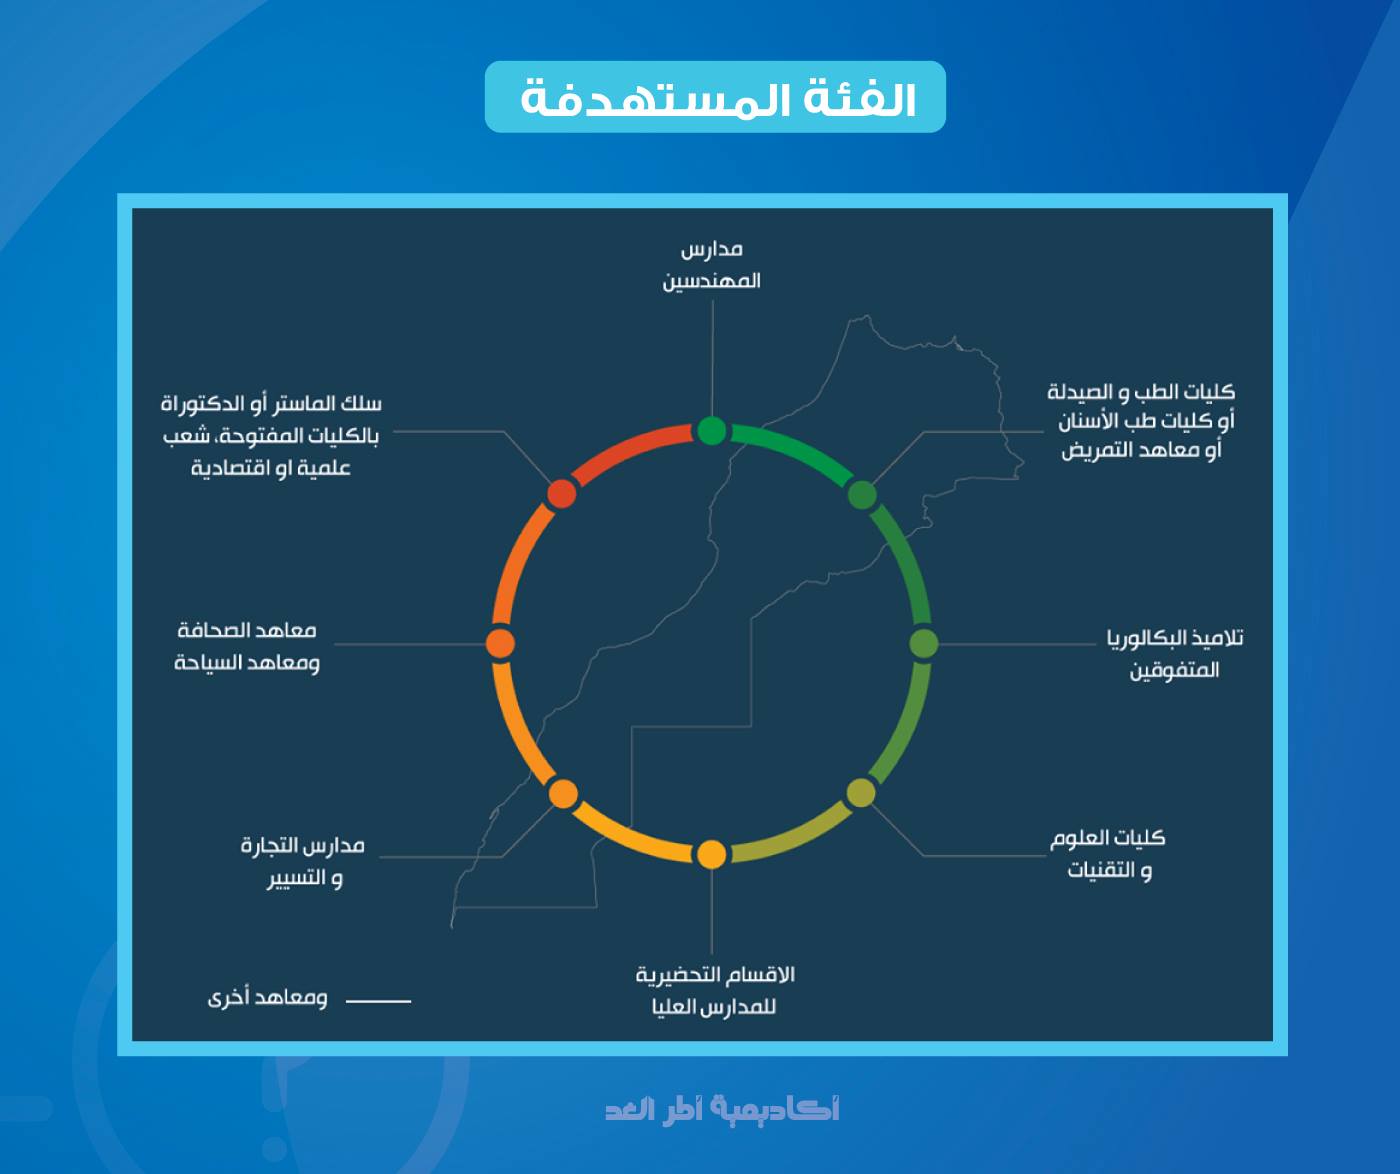 الفئة المستهدفة
مدارس
المهندسين
كليات الطب و الصيدلة
أو كليات طب الأسنان
أو معاهد التمريض
تلاميذ البكالوريا
المتفوقين
كليات العلوم
و التقنيات
الاقسام التحضيرية
للمدارس العليا
مدارس التجارة
و التسيير
معاهد الصحافة
ومعاهد السياحة
سلك الماستر أو الدكتوراة
بالكليات المفتوحة، شعب
علمية او اقتصادية
ومعاهد أخرى
أكاديمية أطر الغد